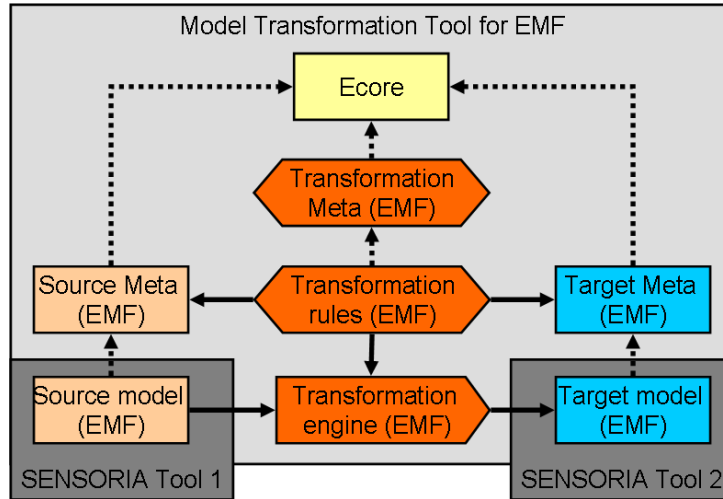 Model Transformation Tool for EMF
Ecore
Transformation
Meta (EMF)
Source Meta
(EMF)
Transformation
rules (EMF)
Target Meta
(EMF)
Source model
(EMF)
Transformation
engine (EMF)
Target model
(EMF)
SENSORIA Tool 1
SENSORIA Tool 2